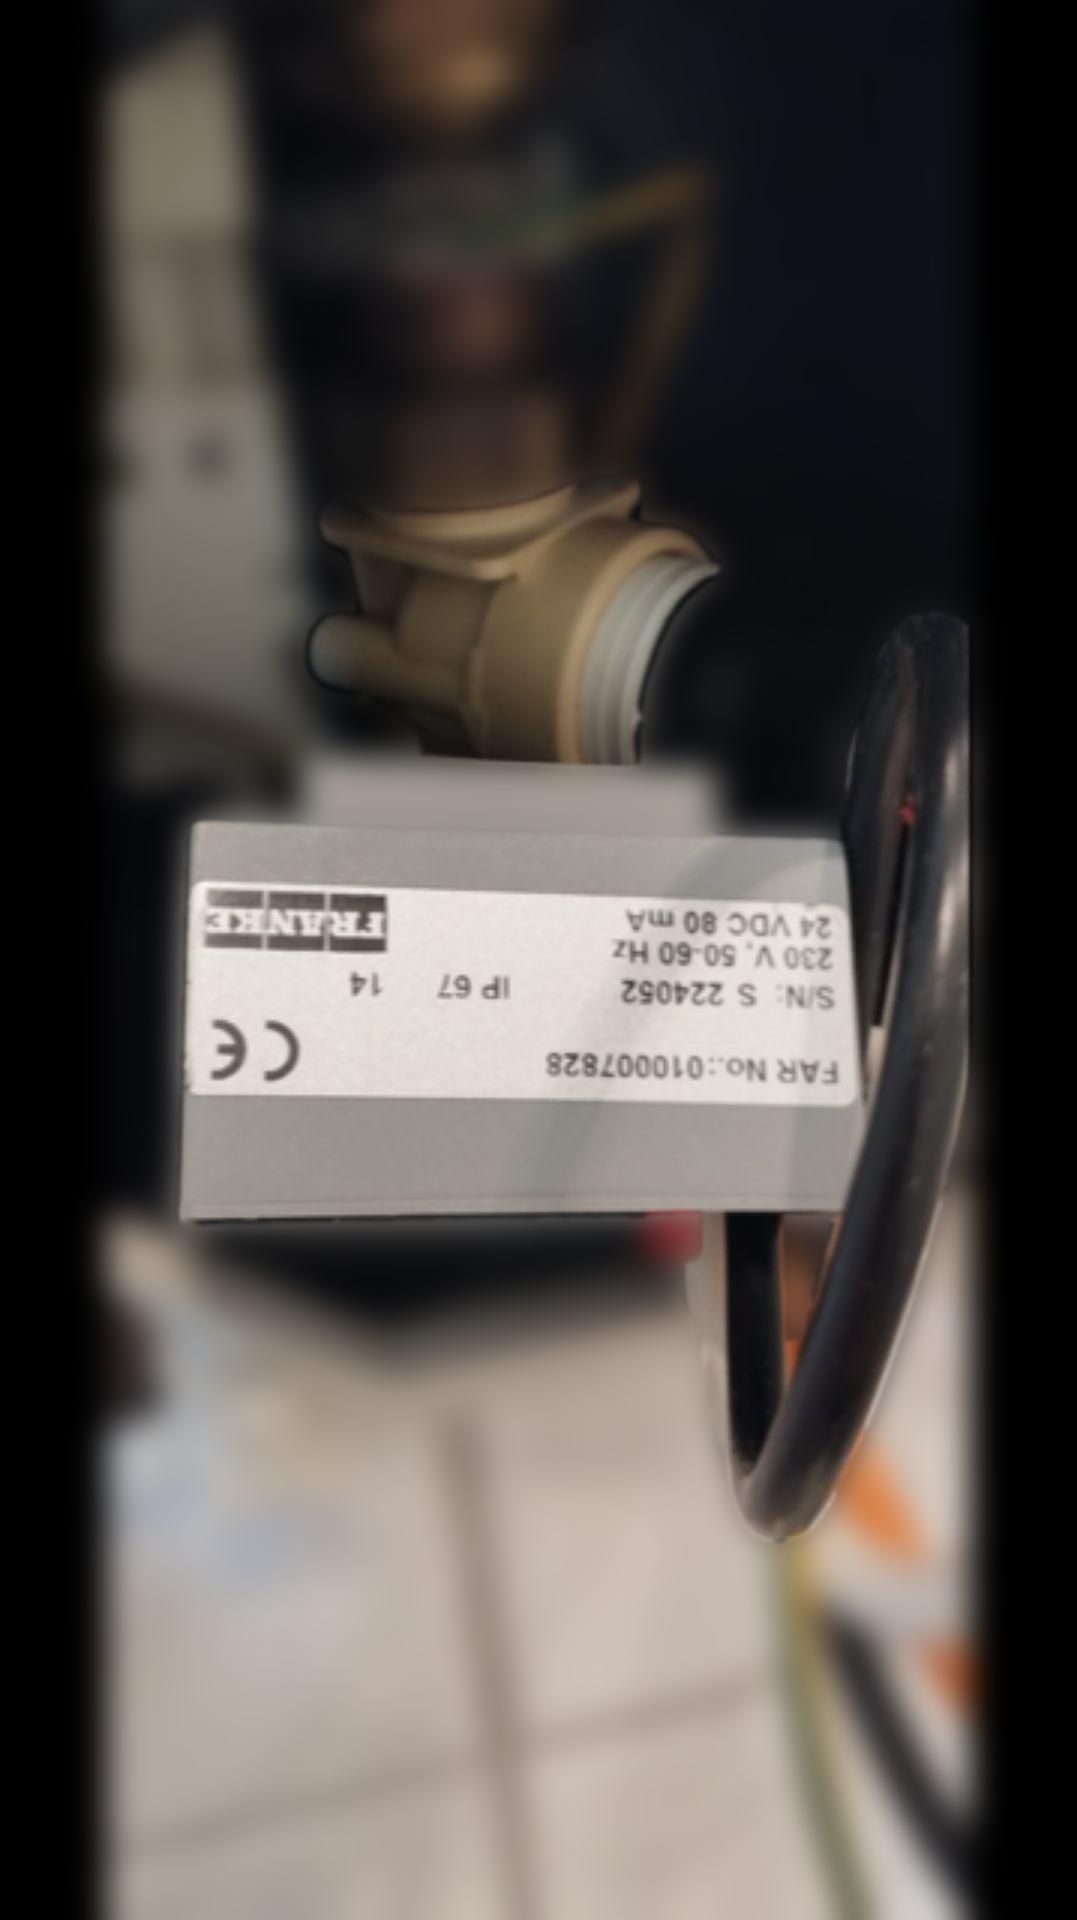 FAR No.:010007828
S/N: S 224052 IP 67 14
230 V, 50-60 Hz
24 VDC 80 mA
FRANKE
CE